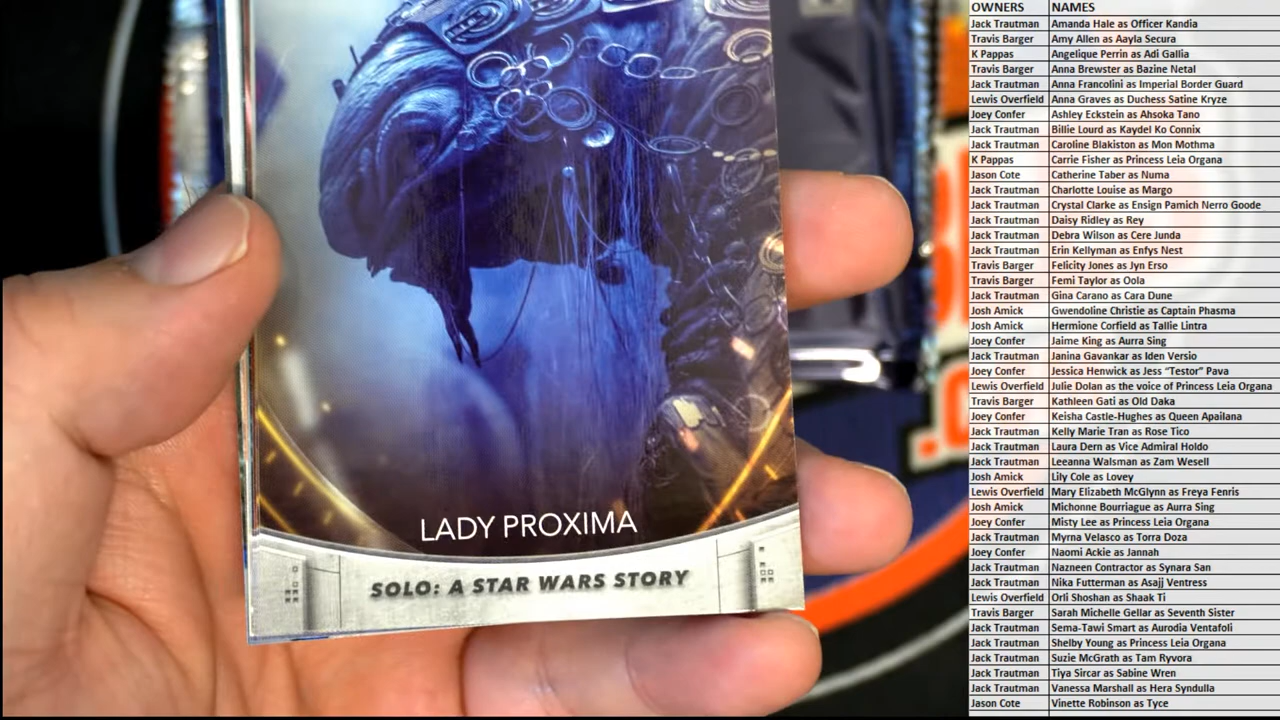 LADY PROXIMA
SOLO: A STAR WARS STORY
OWNERS NAMES
Jack Trautman Amanda Hale as Officer Kandia
Travis Barger Amy Allen as Aayla Secura
K Pappas Angelique Perrin as Adi Gallia
Travis Barger Anna Brewster as Bazine Netal
Jack Trautman Anna Francolini as Imperial Border Guard
Lewis Overfield Anna Graves as Duchess Satine Kryze
Joey Confer Ashley Eckstein as Ahsoka Tano
Jack Trautman Billie Lourd as Kaydel Ko Connix
Jack Trautman Caroline Blakiston as Mon Mothma
K Pappas Carrie Fisher as Princess Leia Organa
Jason Cote Catherine Taber as Numa
Jack Trautman Charlotte Louise as Margo
Jack Trautman Crystal Clarke as Ensign Pamich Nerro Goode
Jack Trautman Daisy Ridley as Rey
Jack Trautman Debra Wilson as Cere Junda
Jack Trautman Erin Kellyman as Enfys Nest
Travis Barger Felicity Jones as Jyn Erso
Travis Barger Femi Taylor as Oola
Jack Trautman Gina Carano as Cara Dune
Josh Amick Gwendoline Christie as Captain Phasma
Josh Amick Hermione Corfield as Tallie Lintra
Joey Confer Jaime King as Aurra Sing
Jack Trautman Janina Gavankar as Iden Versio
Joey Confer Jessica Henwick as Jess “Testor” Pava
Lewis Overfield Julie Dolan as the voice of Princess Leia Organa
Travis Barger Kathleen Gati as Old Daka
Joey Confer Keisha Castle-Hughes as Queen Apailana
Jack Trautman Kelly Marie Tran as Rose Tico
Jack Trautman Laura Dern as Vice Admiral Holdo
Jack Trautman Leeanna Walsman as Zam Wesell
Josh Amick Lily Cole as Lovey
Lewis Overfield Mary Elizabeth McGlynn as Freya Fenris
Josh Amick Michonne Bourriague as Aurra Sing
Joey Confer Misty Lee as Princess Leia Organa
Jack Trautman Myrna Velasco as Torra Doza
Joey Confer Naomi Ackie as Jannah
Jack Trautman Nazneen Contractor as Synara San
Jack Trautman Nika Futterman as Asajj Ventress
Lewis Overfield Orli Shoshan as Shaak Ti
Travis Barger Sarah Michelle Gellar as Seventh Sister
Jack Trautman Sema-Tawi Smart as Aurodia Ventafoli
Jack Trautman Shelby Young as Princess Leia Organa
Jack Trautman Suzie McGrath as Tam Ryvora
Jack Trautman Tiya Sircar as Sabine Wren
Jack Trautman Vanessa Marshall as Hera Syndulla
Jason Cote Vinette Robinson as Tyce